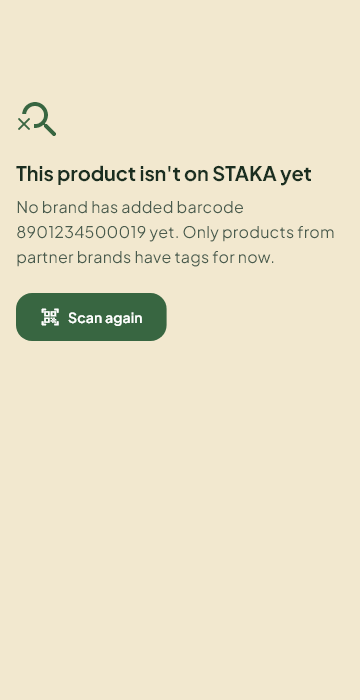 This product isn't on STAKA yet
No brand has added barcode
8901234500019 yet. Only products from
partner brands have tags for now.
Scan again